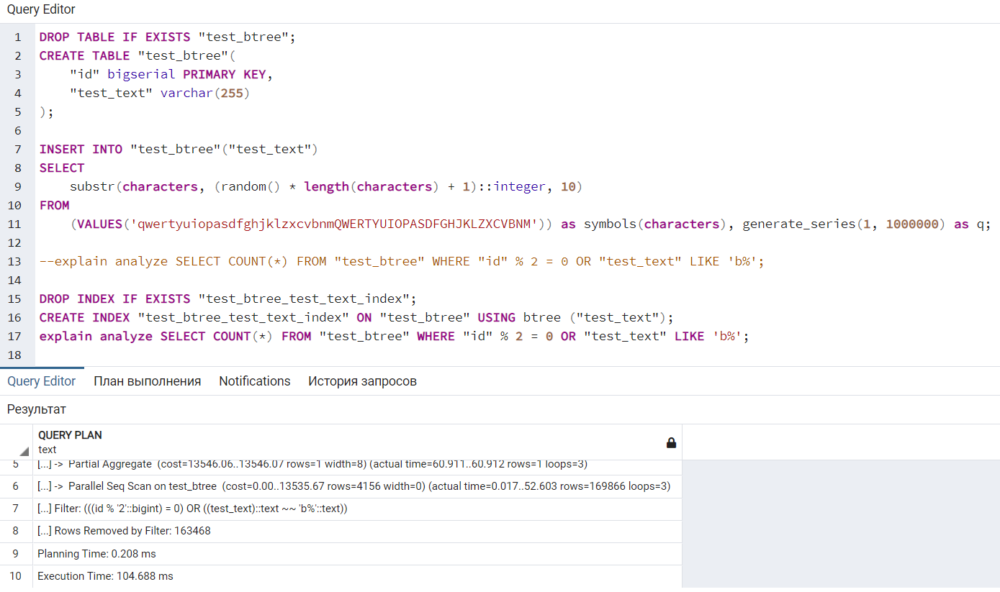 Query Editor
1 DROP TABLE IF EXISTS "test_btree";
2 CREATE TABLE "test_btree"(
3 "id" bigserial PRIMARY KEY,
4 "test_text" varchar(255)
5 );
6
7 INSERT INTO "test_btree"("test_text")
8 SELECT
9 substr(characters, (random() * length(characters) + 1)::integer, 10)
10 FROM
11 (VALUES('qwertyuiopasdfghjklzxcvbnmQWERTYUIOPASDFGHJKLZXCVBNM')) as symbols(characters), generate_series(1, 1000000) as q;
12
13 --explain analyze SELECT COUNT(*) FROM "test_btree" WHERE "id" % 2 = 0 OR "test_text" LIKE 'b%';
14
15 DROP INDEX IF EXISTS "test_btree_test_text_index";
16 CREATE INDEX "test_btree_test_text_index" ON "test_btree" USING btree ("test_text");
17 explain analyze SELECT COUNT(*) FROM "test_btree" WHERE "id" % 2 = 0 OR "test_text" LIKE 'b%';
18
Query Editor План выполнения Notifications История запросов
Результат
QUERY PLAN
text
5 [...] -> Partial Aggregate (cost=13546.06..13546.07 rows=1 width=8) (actual time=60.911..60.912 rows=1 loops=3)
6 [...] -> Parallel Seq Scan on test_btree (cost=0.00..13535.67 rows=4156 width=0) (actual time=0.017..52.603 rows=169866 loops=3)
7 [...] Filter: (((id % '2'::bigint) = 0) OR ((test_text)::text ~~ 'b%'::text))
8 [...] Rows Removed by Filter: 163468
9 Planning Time: 0.208 ms
10 Execution Time: 104.688 ms